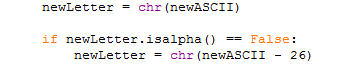 newLetter = chr(newASCII)
if newLetter.isalpha() == False:
newLetter = chr(newASCII - 26)